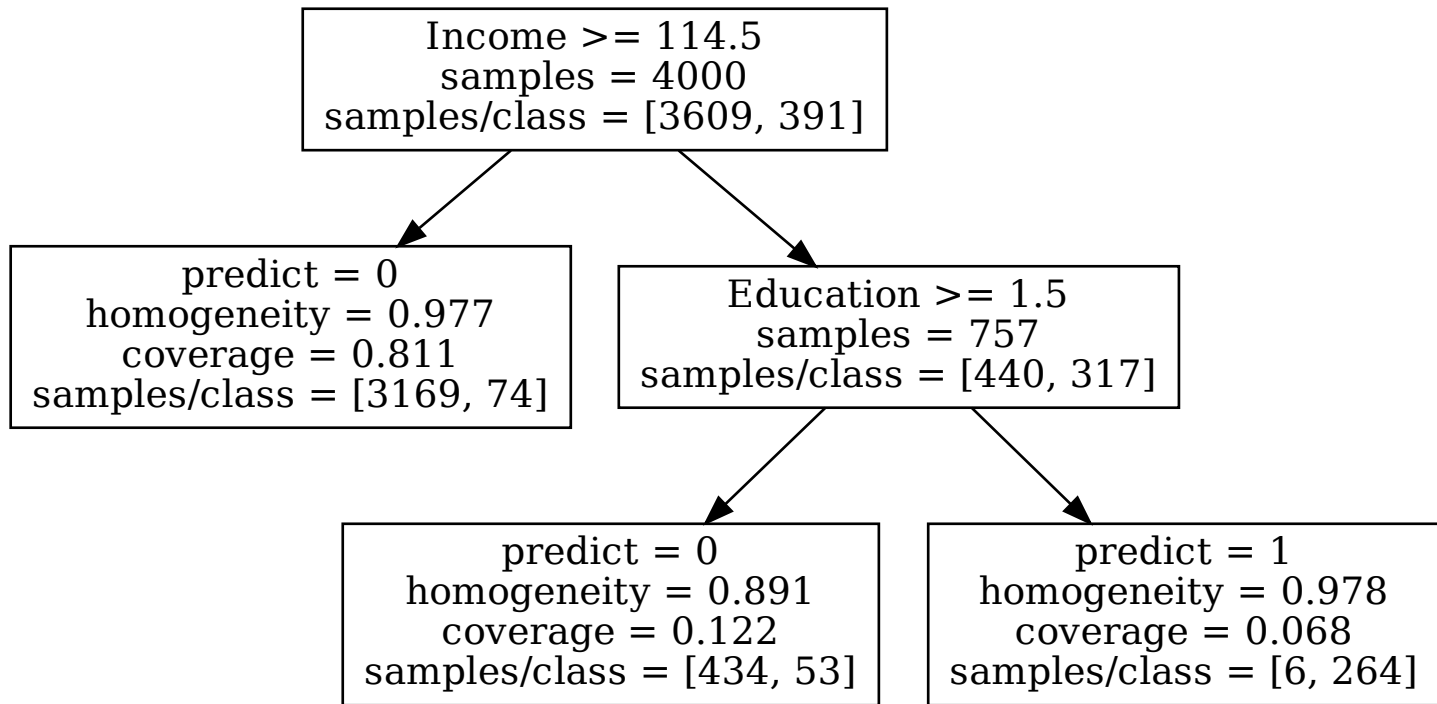 Income >= 114.5
samples = 4000
samples/class = [3609, 391]
predict = 0
homogeneity = 0.977
coverage = 0.811
samples/class = [3169, 74]
Education >= 1.5
samples = 757
samples/class = [440, 317]
predict = 0
homogeneity = 0.891
coverage = 0.122
samples/class = [434, 53]
predict = 1
homogeneity = 0.978
coverage = 0.068
samples/class = [6, 264]